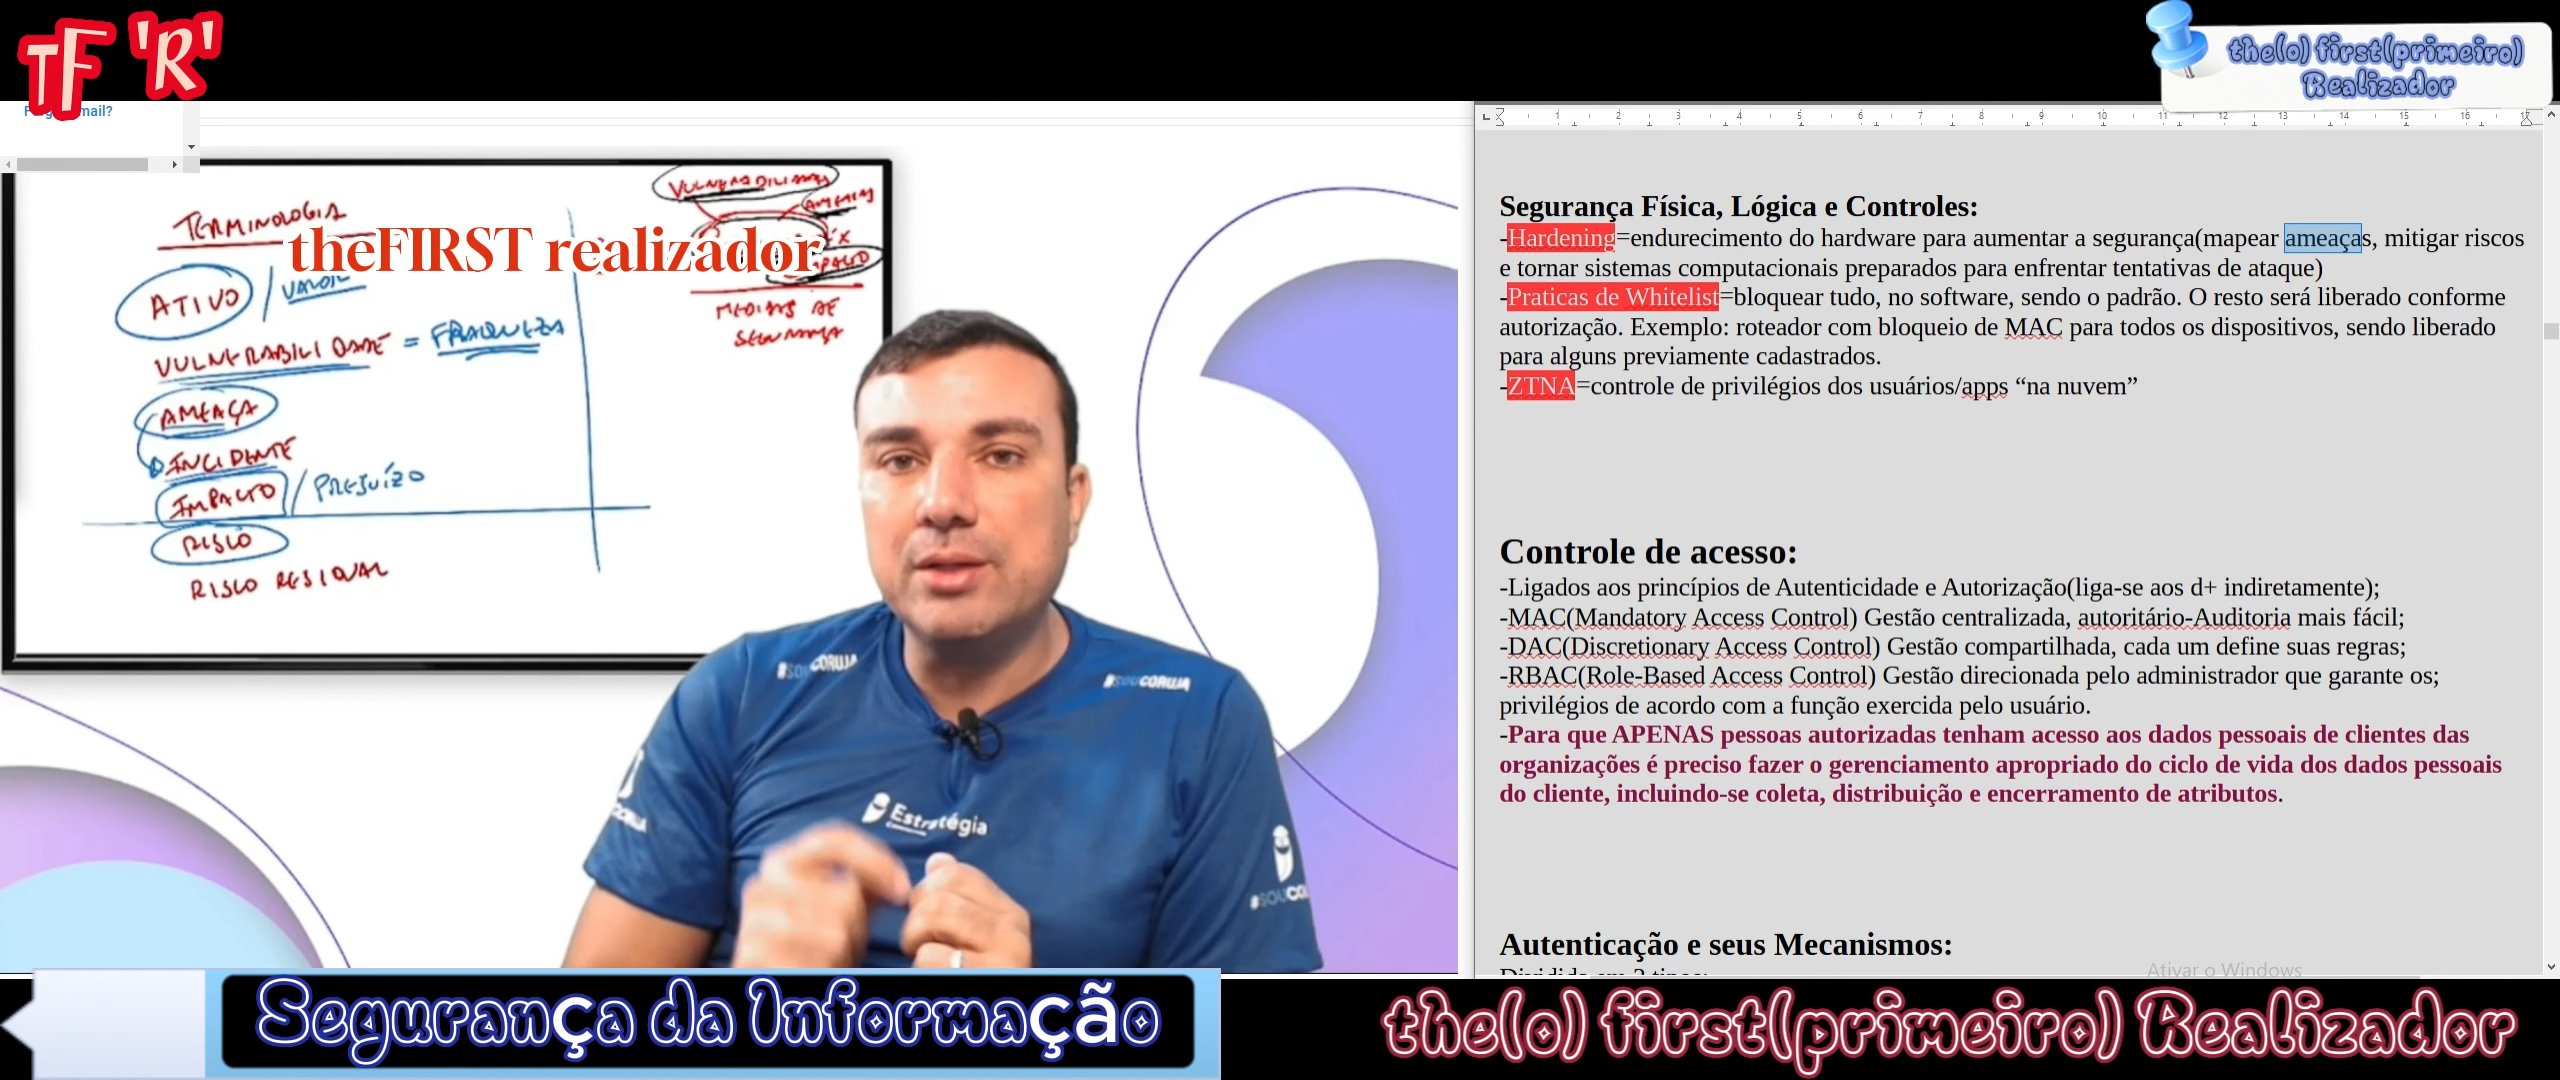 TF 'R'
the(o) first(primeiro)
Realizador
mail?
TERMINOLOGIA
theFIRST realizador
ATIVO / VALOR
VULNERABILIDADE = FRAQUEZA
AMEAÇA
INCIDENTE
IMPACTO / PREJUÍZO
RISCO
RISCO RESIDUAL
VULNERABILIDADES
MEDIDAS DE
SEGURANÇA
#SOUCORUJA
#SOUCORUJA
Estratégia
Segurança Física, Lógica e Controles:
-Hardening=endurecimento do hardware para aumentar a segurança(mapear ameaças, mitigar riscos
e tornar sistemas computacionais preparados para enfrentar tentativas de ataque)
-Praticas de Whitelist=bloquear tudo, no software, sendo o padrão. O resto será liberado conforme
autorização. Exemplo: roteador com bloqueio de MAC para todos os dispositivos, sendo liberado
para alguns previamente cadastrados.
-ZTNA=controle de privilégios dos usuários/apps “na nuvem”
Controle de acesso:
-Ligados aos princípios de Autenticidade e Autorização(liga-se aos d+ indiretamente);
-MAC(Mandatory Access Control) Gestão centralizada, autoritário-Auditoria mais fácil;
-DAC(Discretionary Access Control) Gestão compartilhada, cada um define suas regras;
-RBAC(Role-Based Access Control) Gestão direcionada pelo administrador que garante os;
privilégios de acordo com a função exercida pelo usuário.
-Para que APENAS pessoas autorizadas tenham acesso aos dados pessoais de clientes das
organizações é preciso fazer o gerenciamento apropriado do ciclo de vida dos dados pessoais
do cliente, incluindo-se coleta, distribuição e encerramento de atributos.
Autenticação e seus Mecanismos:
Ativar o Windows
Segurança da Informação
the(o) first(primeiro) Realizador